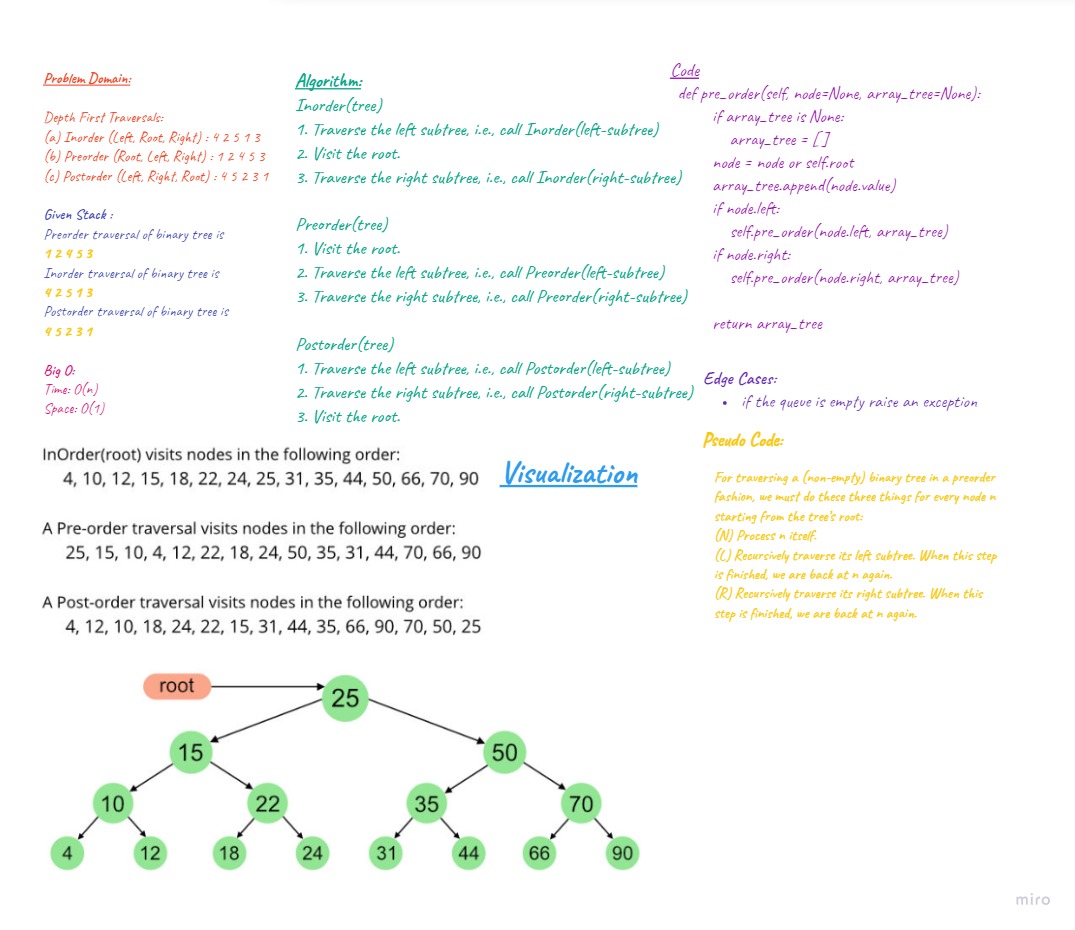 Problem Domain:
Depth First Traversals:
(a) Inorder (Left, Root, Right) : 4 2 5 1 3
(b) Preorder (Root, Left, Right) : 1 2 4 5 3
(c) Postorder (Left, Right, Root) : 4 5 2 3 1
Given Stack :
Preorder traversal of binary tree is
1 2 4 5 3
Inorder traversal of binary tree is
4 2 5 1 3
Postorder traversal of binary tree is
4 5 2 3 1
Big O:
Time: O(n)
Space: O(1)
Algorithm:
Inorder(tree)
1. Traverse the left subtree, i.e., call Inorder(left-subtree)
2. Visit the root.
3. Traverse the right subtree, i.e., call Inorder(right-subtree)
Preorder(tree)
1. Visit the root.
2. Traverse the left subtree, i.e., call Preorder(left-subtree)
3. Traverse the right subtree, i.e., call Preorder(right-subtree)
Postorder(tree)
1. Traverse the left subtree, i.e., call Postorder(left-subtree)
2. Traverse the right subtree, i.e., call Postorder(right-subtree)
3. Visit the root.
Code
def pre_order(self, node=None, array_tree=None):
if array_tree is None:
array_tree = []
node = node or self.root
array_tree.append(node.value)
if node.left:
self.pre_order(node.left, array_tree)
if node.right:
self.pre_order(node.right, array_tree)
return array_tree
Edge Cases:
• if the queue is empty raise an exception
Pseudo Code:
For traversing a (non-empty) binary tree in a preorder
fashion, we must do these three things for every node n
starting from the tree's root:
(N) Process n itself.
(L) Recursively traverse its left subtree. When this step
is finished, we are back at n again.
(R) Recursively traverse its right subtree. When this
step is finished, we are back at n again.
Visualization
InOrder(root) visits nodes in the following order:
4, 10, 12, 15, 18, 22, 24, 25, 31, 35, 44, 50, 66, 70, 90
A Pre-order traversal visits nodes in the following order:
25, 15, 10, 4, 12, 22, 18, 24, 50, 35, 31, 44, 70, 66, 90
A Post-order traversal visits nodes in the following order:
4, 12, 10, 18, 24, 22, 15, 31, 44, 35, 66, 90, 70, 50, 25
root
25
15 50
10 22 35 70
4 12 18 24 31 44 66 90
miro